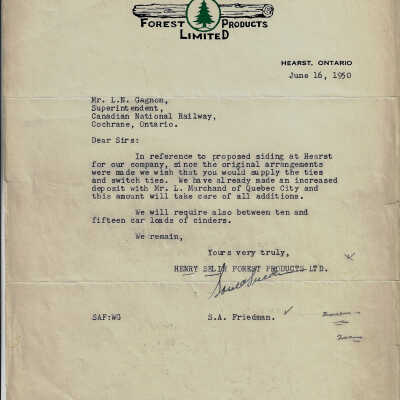 FOREST PRODUCTS
LIMITED
HEARST, ONTARIO
June 16, 1950
Mr. L.N. Gagnon,
Superintendent,
Canadian National Railway,
Cochrane, Ontario.
Dear Sirs:
In reference to proposed siding at Hearst
for our company, since the original arrangements
were made we wish that you would supply the ties
and switch ties. We have already made an increased
deposit with Mr. L. Marchand of Quebec City and
this amount will take care of all additions.
We will require also between ten and
fifteen car loads of cinders.
We remain,
Yours very truly,
HENRY SELIN FOREST PRODUCTS LTD.
SAF:WG S.A. Friedman.